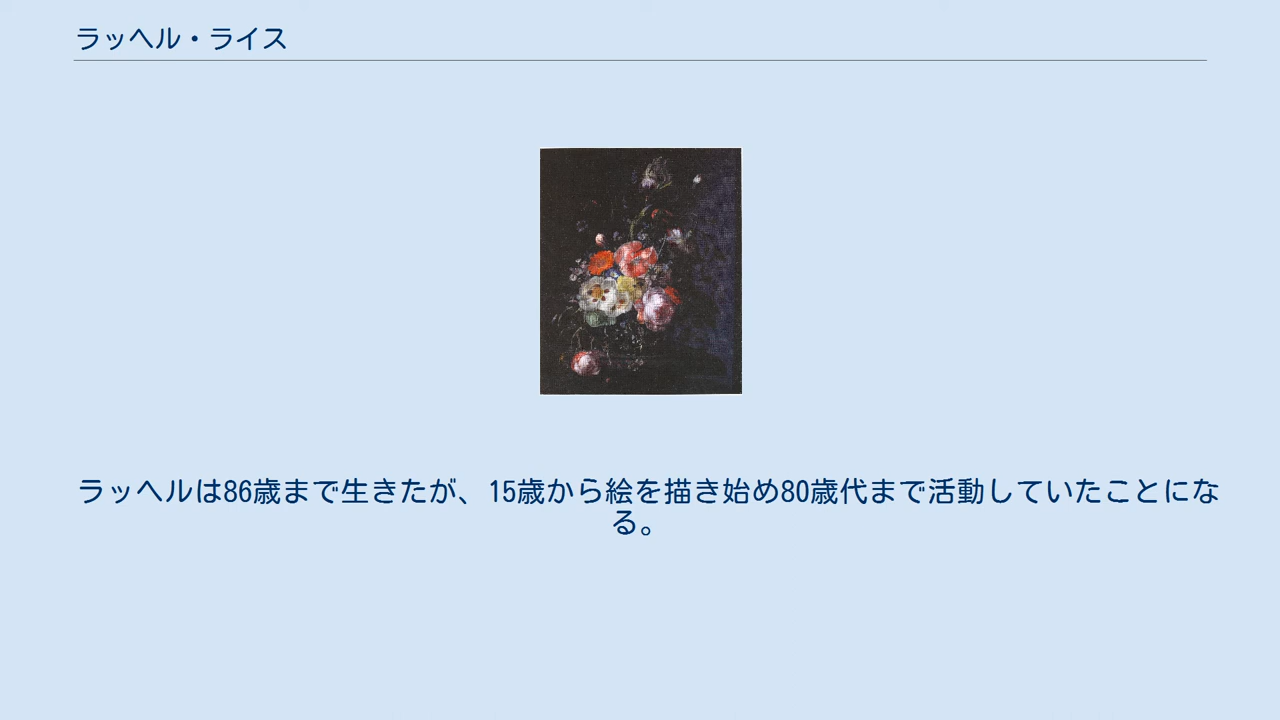 ラッヘル・ライス
ラッヘルは86歳まで生きたが、15歳から絵を描き始め80歳代まで活動していたことにな
る。